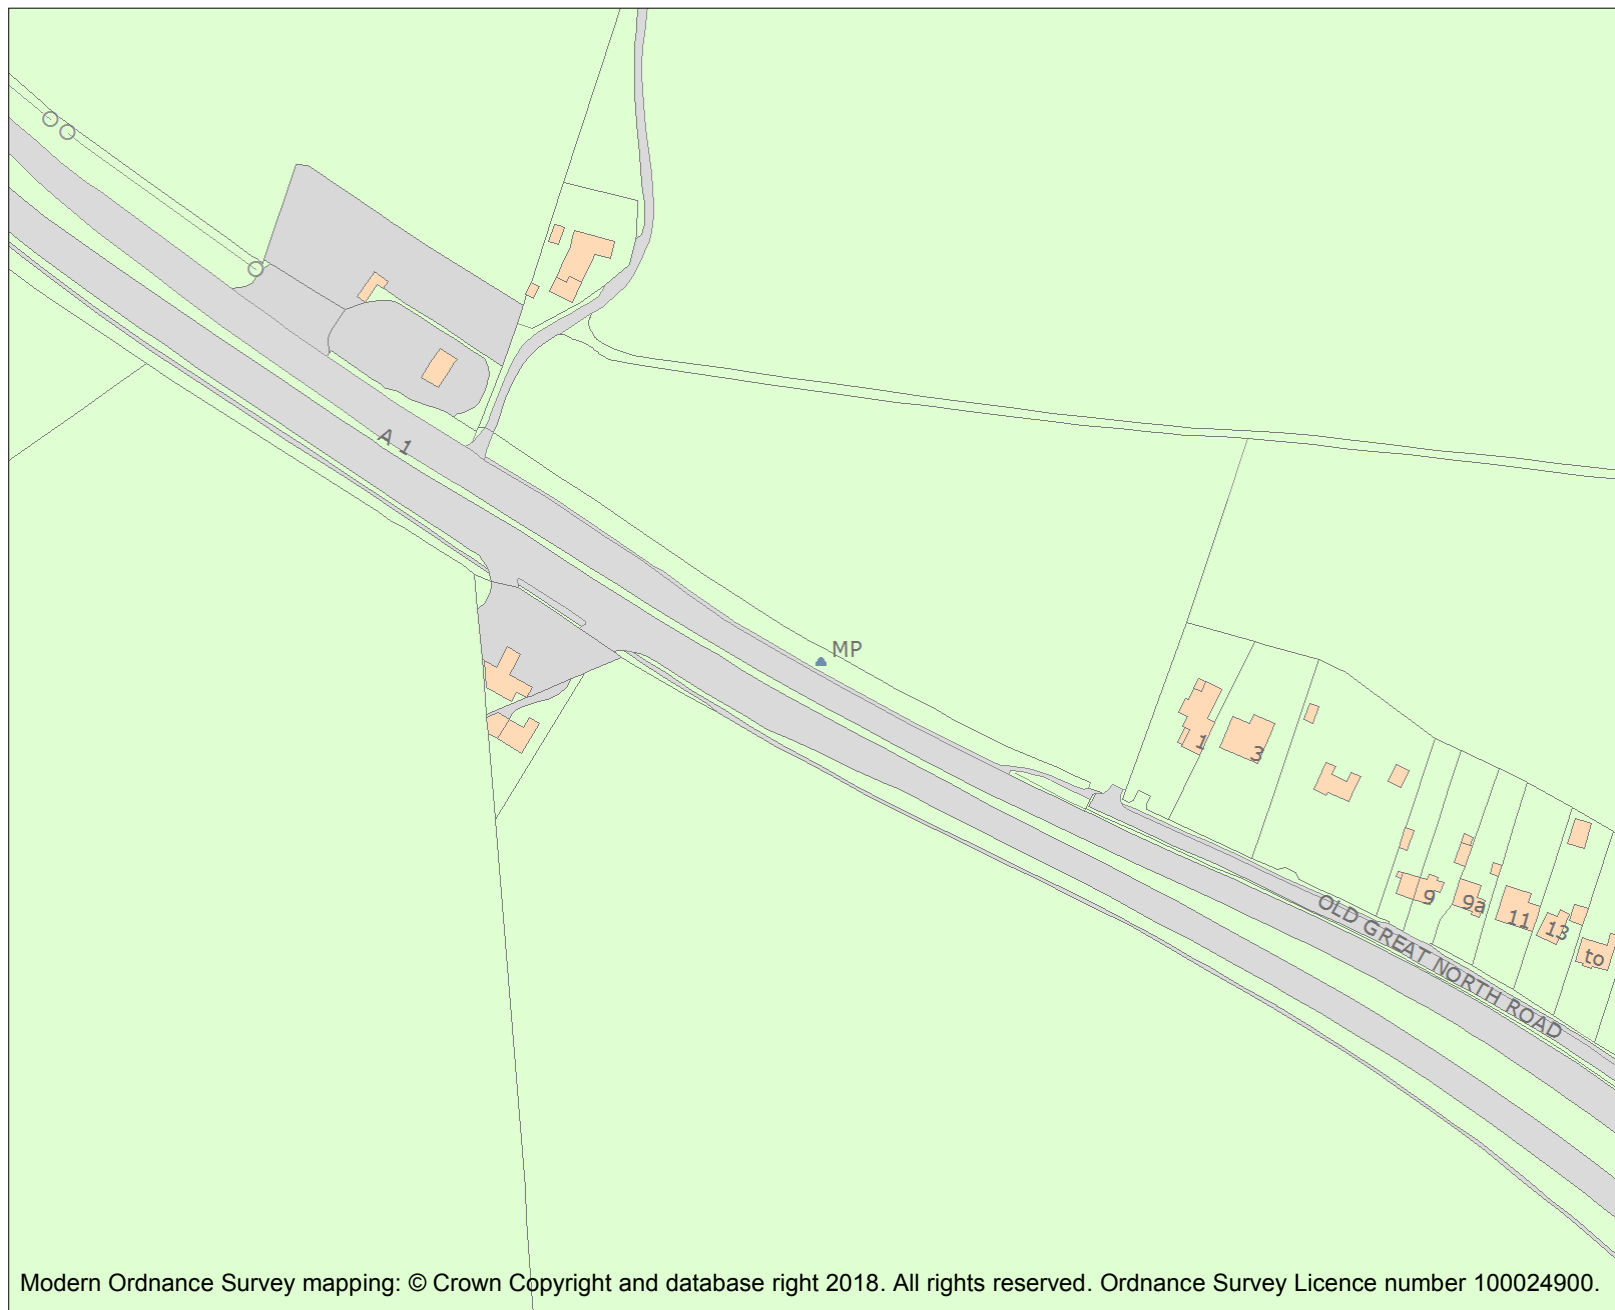 A 1
MP
1
3
9
9a
11
13
to
OLD GREAT NORTH ROAD
Modern Ordnance Survey mapping: © Crown Copyright and database right 2018. All rights reserved. Ordnance Survey Licence number 100024900.